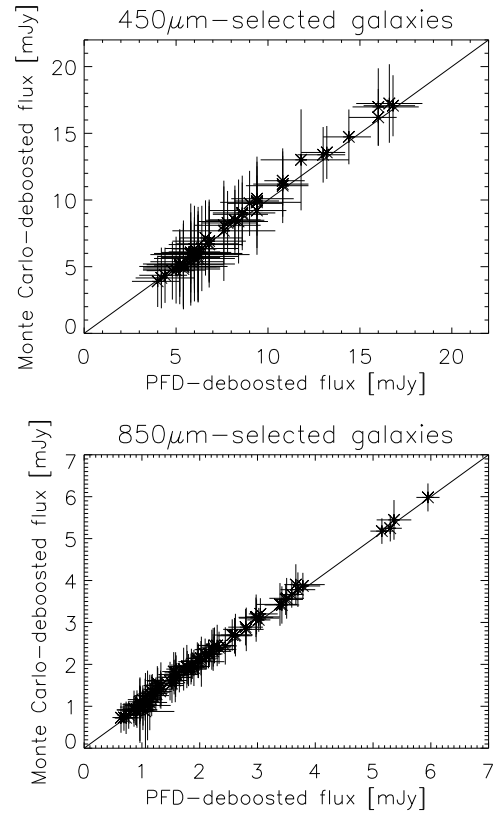 450μm-selected galaxies
Monte Carlo-deboosted flux [mJy]
20
15
10
5
0
0 5 10 15 20
PFD-deboosted flux [mJy]
850μm-selected galaxies
Monte Carlo-deboosted flux [mJy]
7
6
5
4
3
2
1
0
0 1 2 3 4 5 6 7
PFD-deboosted flux [mJy]